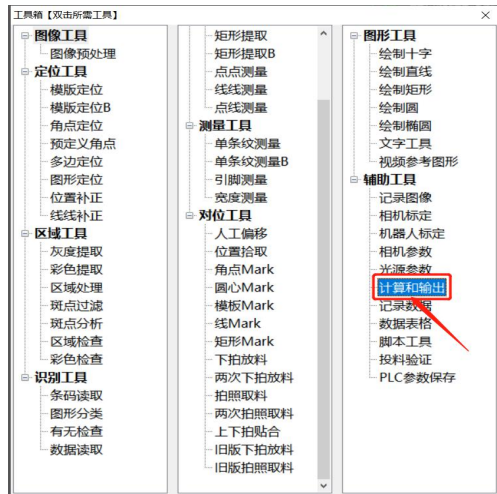 工具箱【双击所需工具】
图像工具
图像预处理
定位工具
模版定位
模版定位B
角点定位
预定义角点
多边定位
图形定位
位置补正
线线补正
区域工具
灰度提取
彩色提取
区域处理
斑点过滤
斑点分析
区域检查
彩色检查
识别工具
条码读取
图形分类
有无检查
数据读取
矩形提取
矩形提取B
点点测量
线线测量
点线测量
测量工具
单条纹测量
单条纹测量B
引脚测量
宽度测量
对位工具
人工偏移
位置拾取
角点Mark
圆心Mark
模板Mark
线Mark
矩形Mark
下拍放料
两次下拍放料
拍照取料
两次拍照取料
上下拍贴合
旧版下拍放料
旧版拍照取料
图形工具
绘制十字
绘制直线
绘制矩形
绘制圆
绘制椭圆
文字工具
视频参考图形
辅助工具
记录图像
相机标定
机器人标定
相机参数
光源参数
计算和输出
记录数据
数据表格
脚本工具
投料验证
PLC参数保存